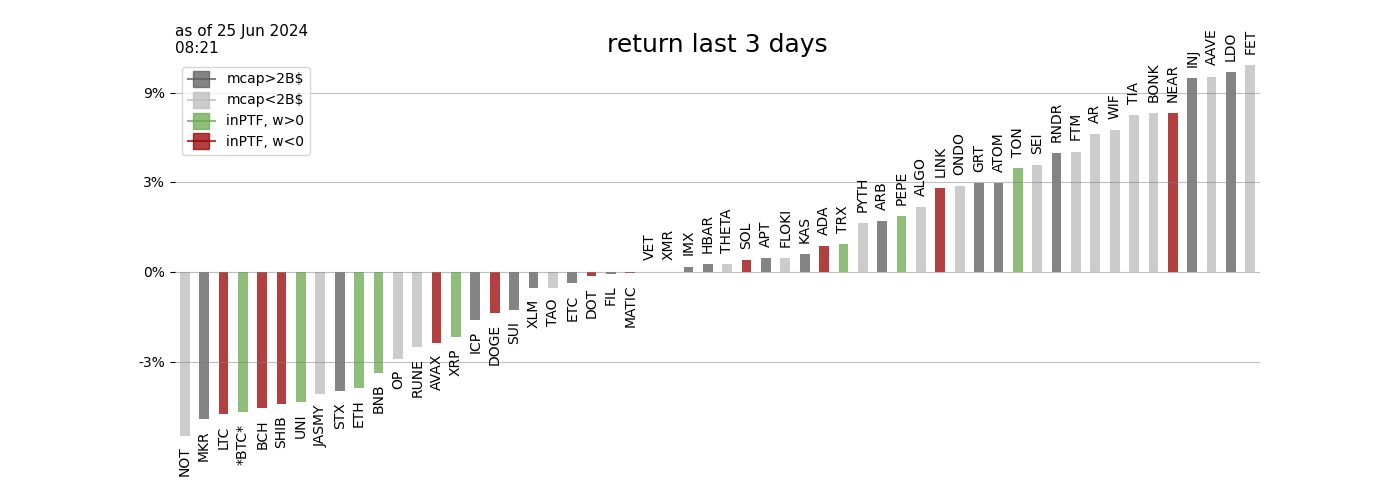 as of 25 Jun 2024
08:21
return last 3 days
mcap>2B$
mcap<2B$
inPTF, w>0
inPTF, w<0
9%
3%
0%
-3%
NOT
MKR
LTC
*BTC*
BCH
SHIB
UNI
JASMY
STX
ETH
BNB
OP
RUNE
AVAX
XRP
ICP
DOGE
SUI
XLM
TAO
ETC
DOT
FIL
MATIC
VET
XMR
IMX
HBAR
THETA
SOL
APT
FLOKI
KAS
ADA
TRX
PYTH
ARB
PEPE
ALGO
LINK
ONDO
GRT
ATOM
TON
SEI
RNDR
FTM
AR
WIF
TIA
BONK
NEAR
INJ
AAVE
LDO
FET